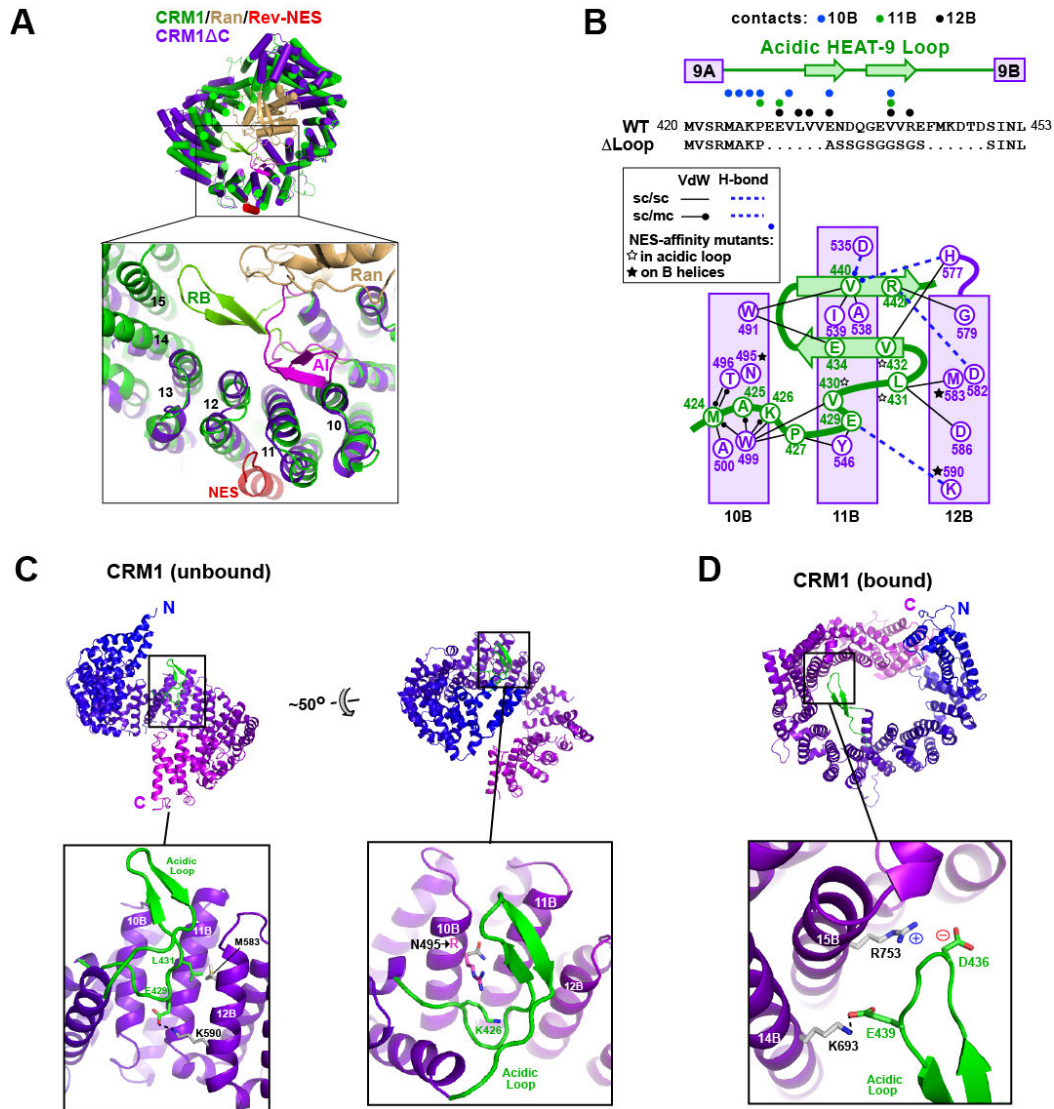 A
CRM1/Ran/Rev-NES
CRM1ΔC
15
RB
Ran
14
AI
13
12
11
10
NES
B
contacts: 10B 11B 12B
Acidic HEAT-9 Loop
9A
9B
WT 420 MVSRMAKPEEVLVVENDQGEVVREFMKDTDSINL 453
ΔLoop MVSRMAKP......ASSGSGGSGS......SINL
VdW H-bond
sc/sc
sc/mc
NES-affinity mutants:
☆ in acidic loop
★ on B helices
535 D
H 577
440
V R
442
W
491
I A
539 538
G
579
E V
434 432
496 495 ★
T N
430 ☆
☆ L
431
M D
583 582
★
424 425 426
M A K
V
429 E
A W
500 499
P
427
Y
546
D
586
★ 590
K
10B 11B 12B
C
CRM1 (unbound)
N
C
~50°
Acidic
Loop
10B
11B
M583
L431
E429
12B
K590
11B
10B
N495➔R
12B
K426
Acidic
Loop
D
CRM1 (bound)
C N
15B
⊕ ⊖
R753
D436
14B
K693
E439
Acidic
Loop